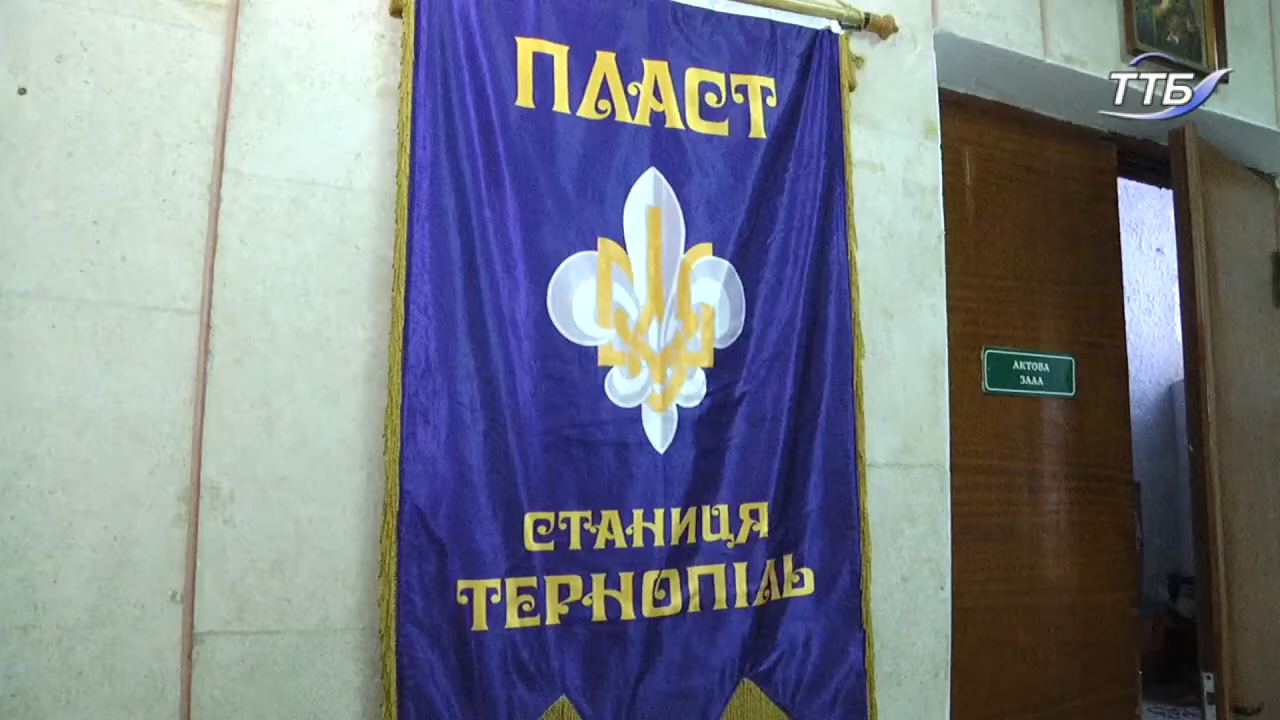 ПЛАСТ
СТАНИЦЯ
ТЕРНОПІЛЬ
ТТБ
АКТОВА
ЗАЛА